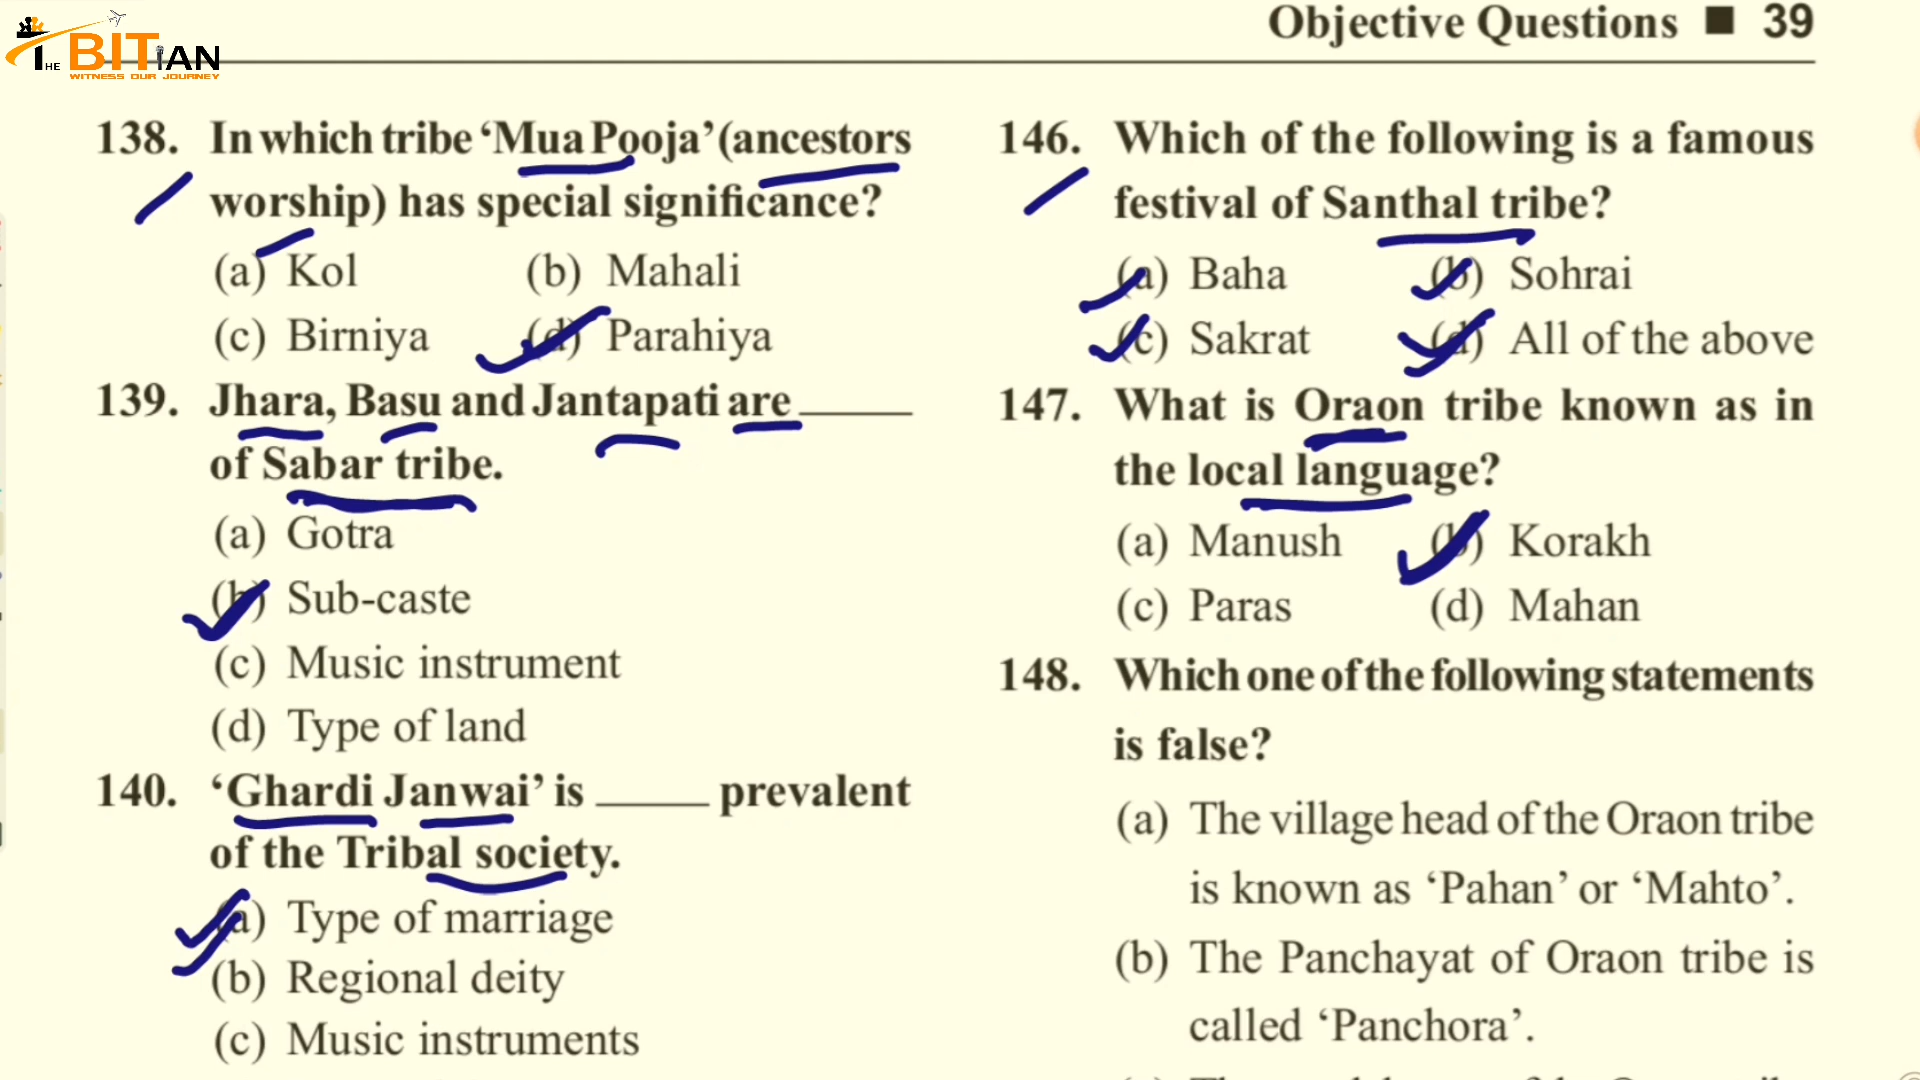 THE BITIAN
WITNESS OUR JOURNEY
Objective Questions ■ 39
138. In which tribe ‘Mua Pooja’ (ancestors
worship) has special significance?
(a) Kol (b) Mahali
(c) Birniya (d) Parahiya
139. Jhara, Basu and Jantapati are _____
of Sabar tribe.
(a) Gotra
(b) Sub-caste
(c) Music instrument
(d) Type of land
140. ‘Ghardi Janwai’ is _____ prevalent
of the Tribal society.
(a) Type of marriage
(b) Regional deity
(c) Music instruments
146. Which of the following is a famous
festival of Santhal tribe?
(a) Baha (b) Sohrai
(c) Sakrat (d) All of the above
147. What is Oraon tribe known as in
the local language?
(a) Manush (b) Korakh
(c) Paras (d) Mahan
148. Which one of the following statements
is false?
(a) The village head of the Oraon tribe
is known as ‘Pahan’ or ‘Mahto’.
(b) The Panchayat of Oraon tribe is
called ‘Panchora’.